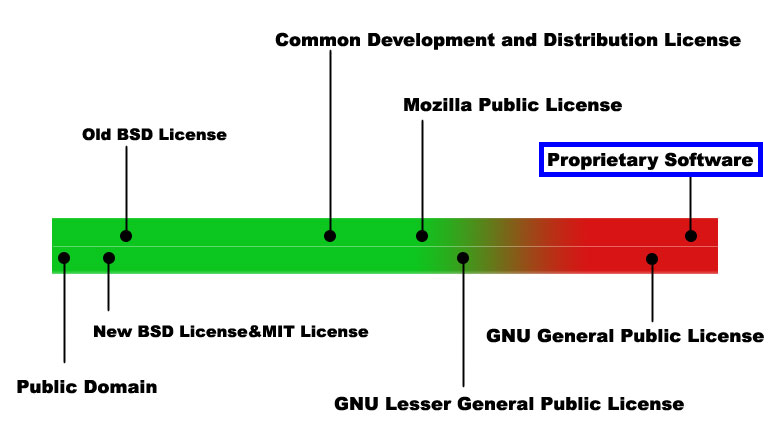 Common Development and Distribution License
Mozilla Public License
Old BSD License
Proprietary Software
New BSD License&MIT License
GNU General Public License
Public Domain
GNU Lesser General Public License